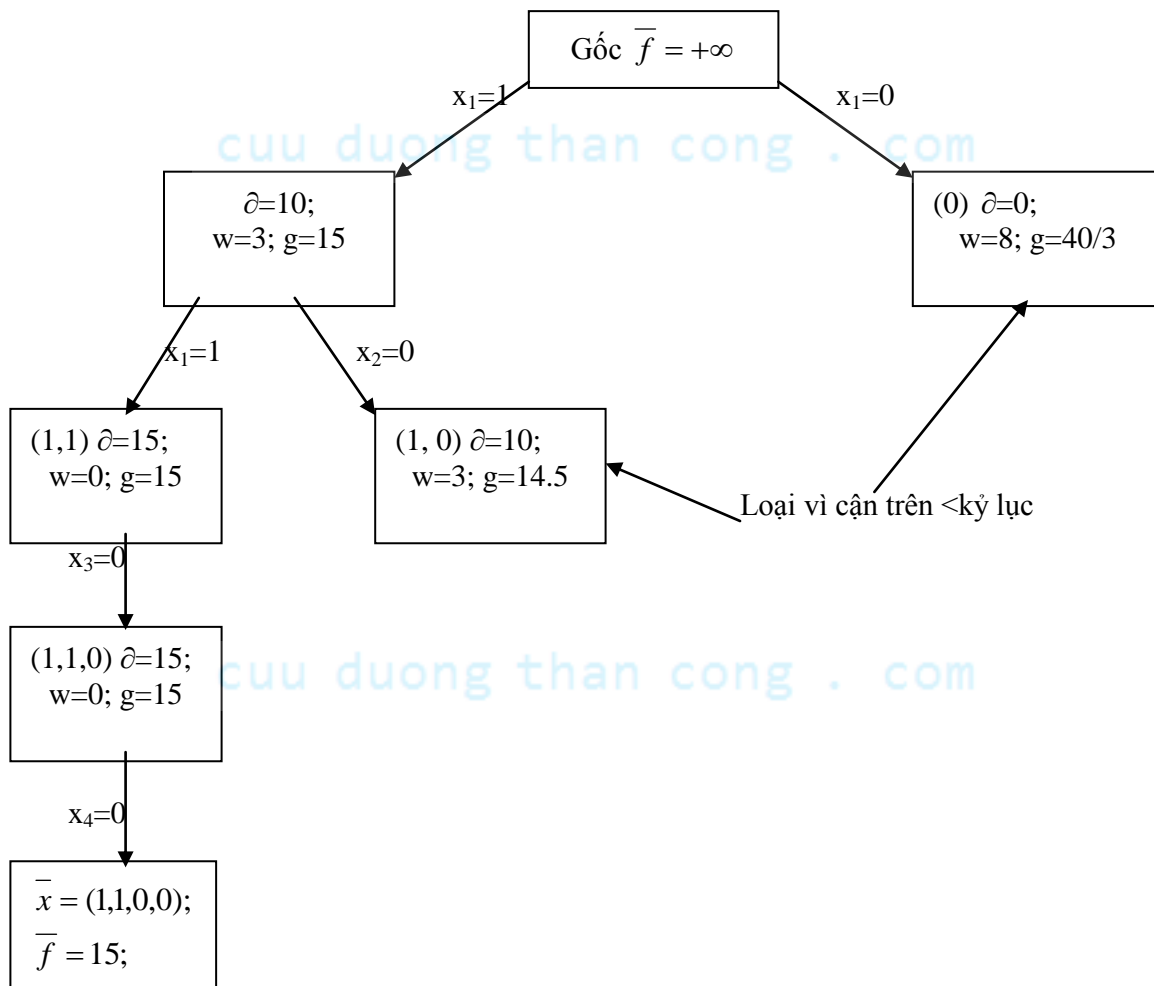 Gốc f̅ = +∞
x₁=1
x₁=0
cuu duong than cong . com
∂=10;
w=3; g=15
(0) ∂=0;
w=8; g=40/3
x₁=1
x₂=0
(1,1) ∂=15;
w=0; g=15
(1, 0) ∂=10;
w=3; g=14.5
Loại vì cận trên <kỷ lục
x₃=0
(1,1,0) ∂=15;
w=0; g=15
cuu duong than cong . com
x₄=0
x̅ = (1,1,0,0);
f̅ = 15;